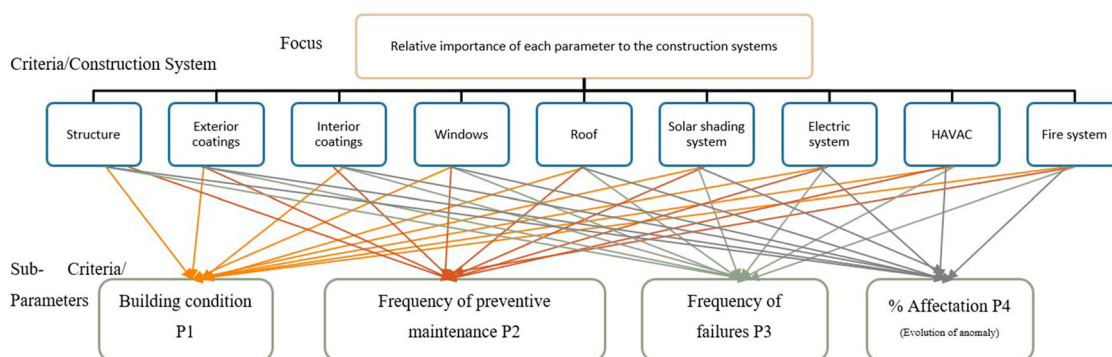 Focus
Relative importance of each parameter to the construction systems
Criteria/Construction System
Structure
Exterior
coatings
Interior
coatings
Windows
Roof
Solar shading
system
Electric
system
HAVAC
Fire system
Sub- Criteria/
Parameters
Building condition
P1
Frequency of preventive
maintenance P2
Frequency of
failures P3
% Affectation P4
(Evolution of anomaly)